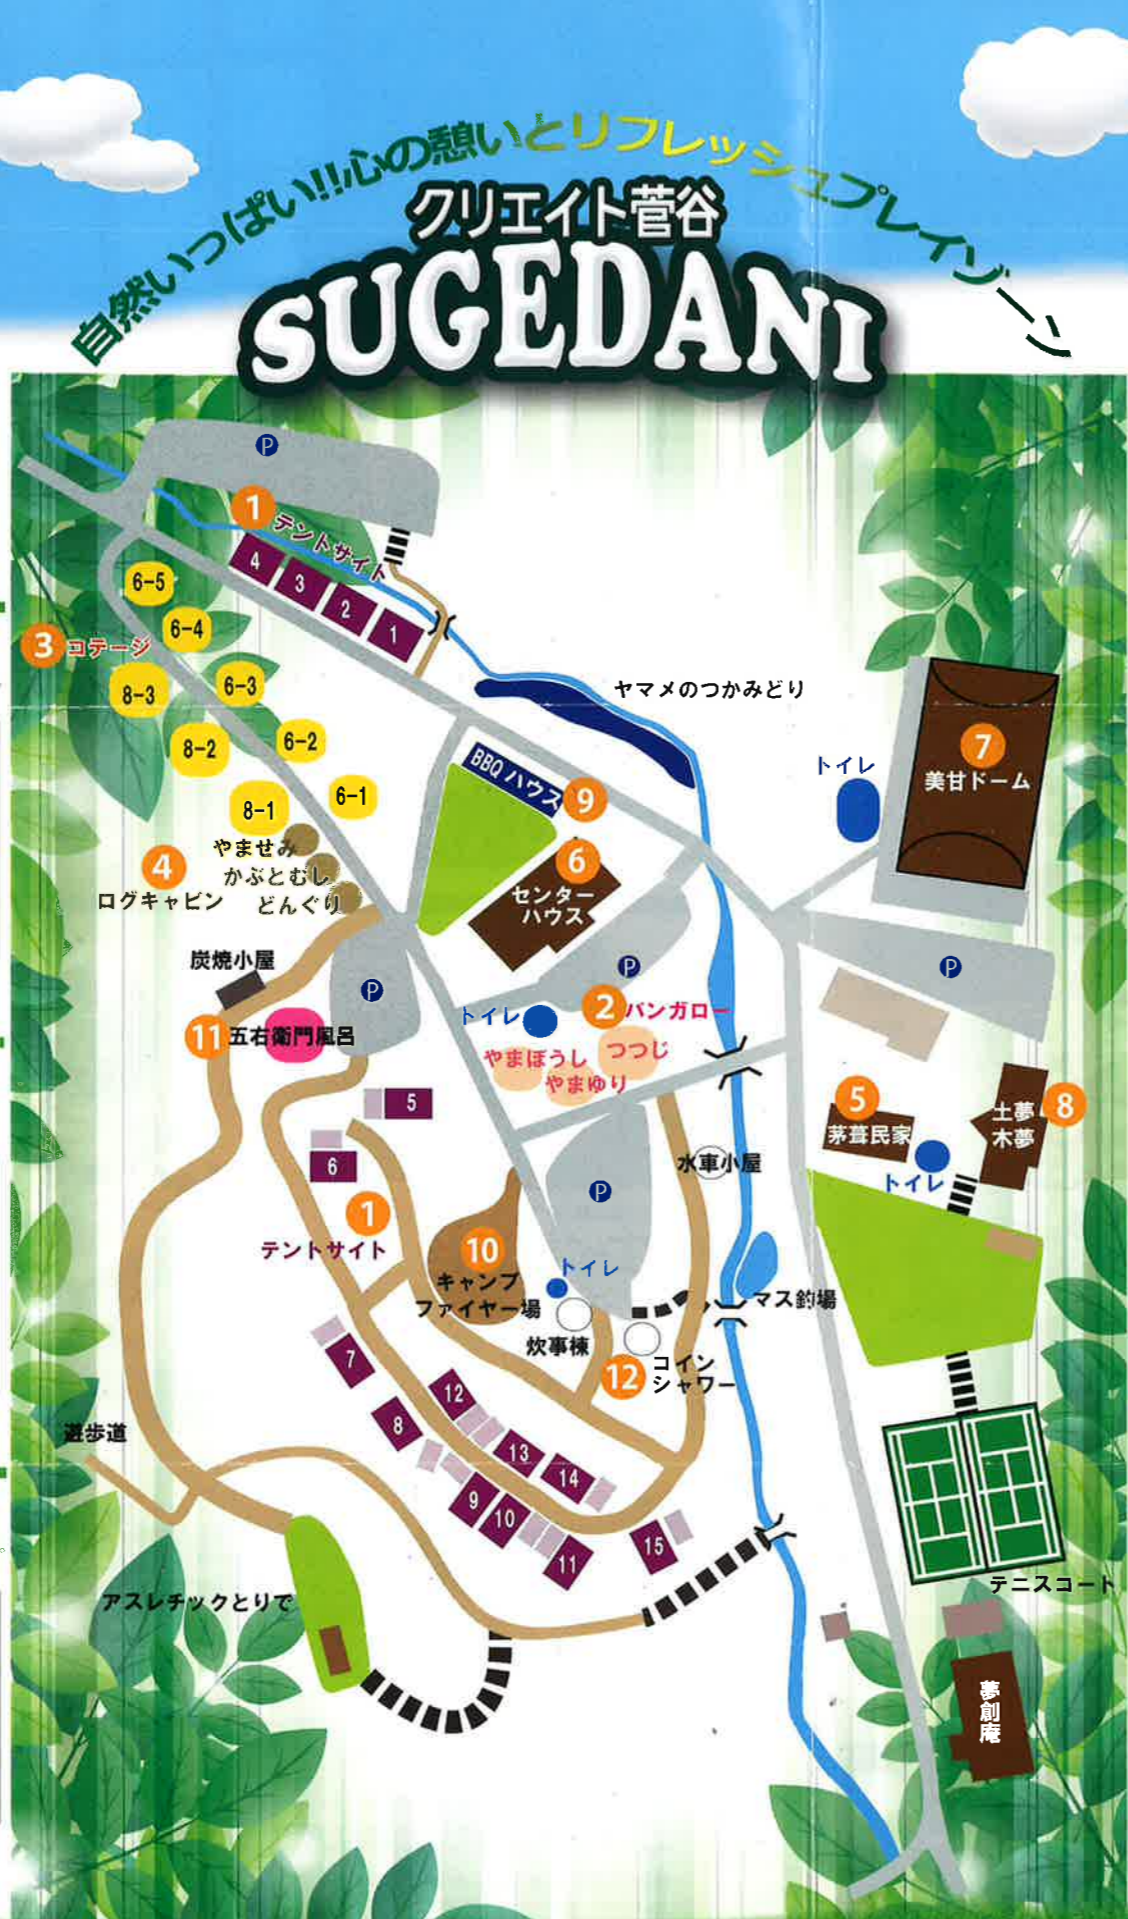 自然いっぱい!!心の憩いとリフレッシュプレイゾーン
クリエイト菅谷
SUGEDANI
P
1
テントサイト
4
3
2
1
6-5
6-4
3 コテージ
8-3
6-3
8-2
6-2
8-1
6-1
ヤマメのつかみどり
BBQ ハウス
9
トイレ
7
美甘ドーム
4
ログキャビン
やませみ
かぶとむし
どんぐり
6
センター
ハウス
炭焼小屋
P
P
P
11 五右衛門風呂
トイレ
2 バンガロー
やまぼうし
つつじ
やまゆり
5
6
5
茅葺民家
土夢
木夢
8
トイレ
水車小屋
P
1
テントサイト
10
キャンプ
ファイヤー場
トイレ
炊事棟
マス釣場
12
コイン
シャワー
7
8
12
13
14
9
10
11
15
遊歩道
アスレチックとりで
テニスコート
夢創庵